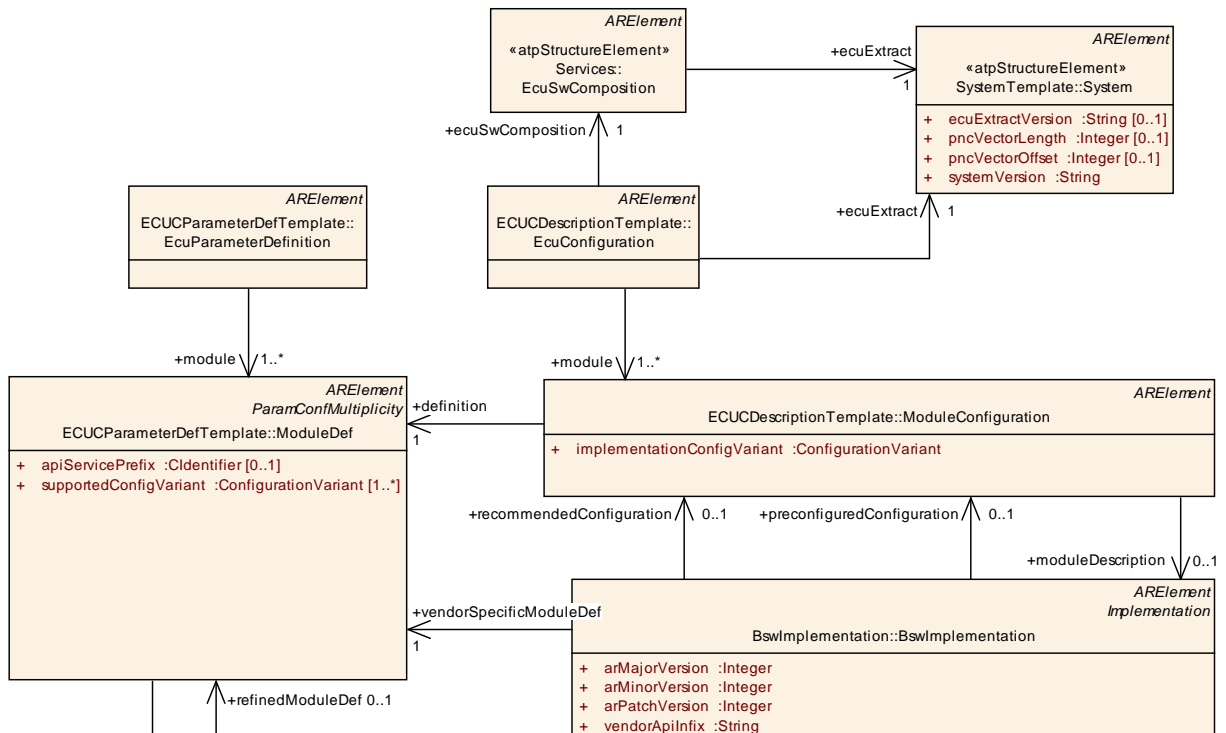 ARElement
«atpStructureElement»
Services::
EcuSwComposition
+ecuExtract
1
ARElement
«atpStructureElement»
SystemTemplate::System
+ ecuExtractVersion :String [0..1]
+ pncVectorLength :Integer [0..1]
+ pncVectorOffset :Integer [0..1]
+ systemVersion :String
+ecuSwComposition 1
ARElement
ECUCParameterDefTemplate::
EcuParameterDefinition
ARElement
ECUCDescriptionTemplate::
EcuConfiguration
+ecuExtract 1
+module 1..*
+module 1..*
ARElement
ParamConfMultiplicity
ECUCParameterDefTemplate::ModuleDef
+ apiServicePrefix :CIdentifier [0..1]
+ supportedConfigVariant :ConfigurationVariant [1..*]
+definition
1
ARElement
ECUCDescriptionTemplate::ModuleConfiguration
+ implementationConfigVariant :ConfigurationVariant
+recommendedConfiguration 0..1
+preconfiguredConfiguration 0..1
+moduleDescription 0..1
+vendorSpecificModuleDef
1
ARElement
Implementation
BswImplementation::BswImplementation
+ arMajorVersion :Integer
+ arMinorVersion :Integer
+ arPatchVersion :Integer
+ vendorApiInfix :String
+refinedModuleDef 0..1